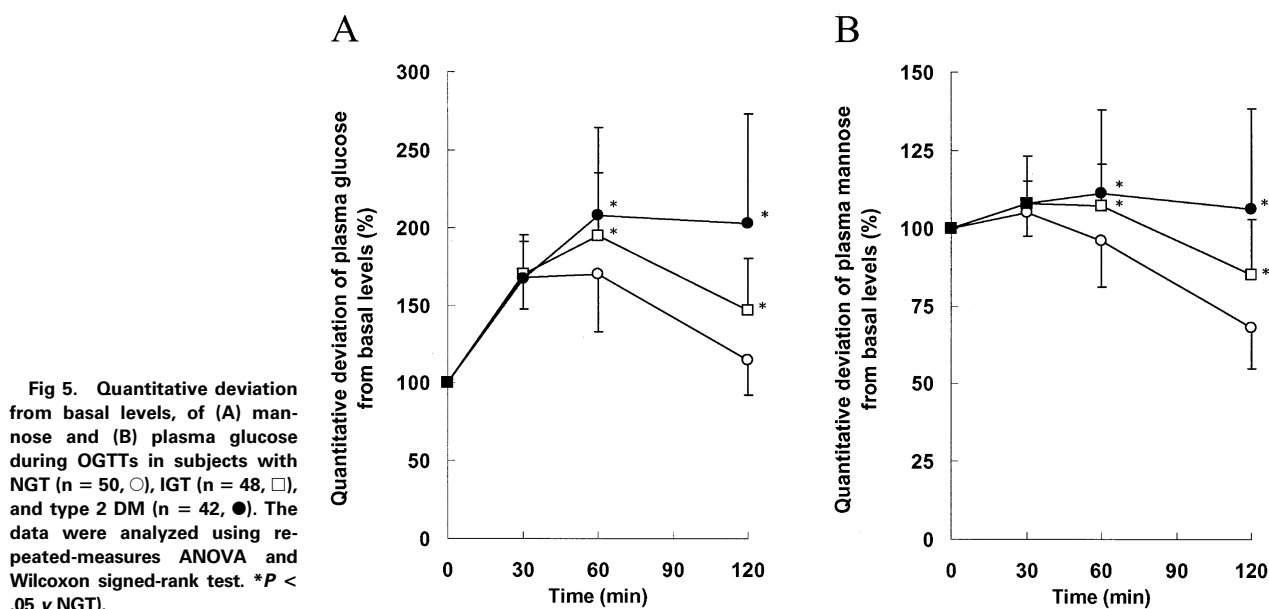 A
B
Quantitative deviation of plasma glucose
from basal levels (%)
300
250
200
150
100
50
0
*
*
*
*
0
30
60
90
120
Time (min)
Quantitative deviation of plasma mannose
from basal levels (%)
150
125
100
75
50
25
0
*
*
*
*
0
30
60
90
120
Time (min)
Fig 5. Quantitative deviation
from basal levels, of (A) man-
nose and (B) plasma glucose
during OGTTs in subjects with
NGT (n = 50, ○), IGT (n = 48, □),
and type 2 DM (n = 42, ●). The
data were analyzed using re-
peated-measures ANOVA and
Wilcoxon signed-rank test. *P <
.05 v NGT).